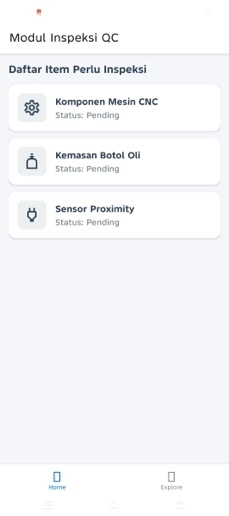 Modul Inspeksi QC
Daftar Item Perlu Inspeksi
Komponen Mesin CNC
Status: Pending
Kemasan Botol Oli
Status: Pending
Sensor Proximity
Status: Pending
Home
Explore